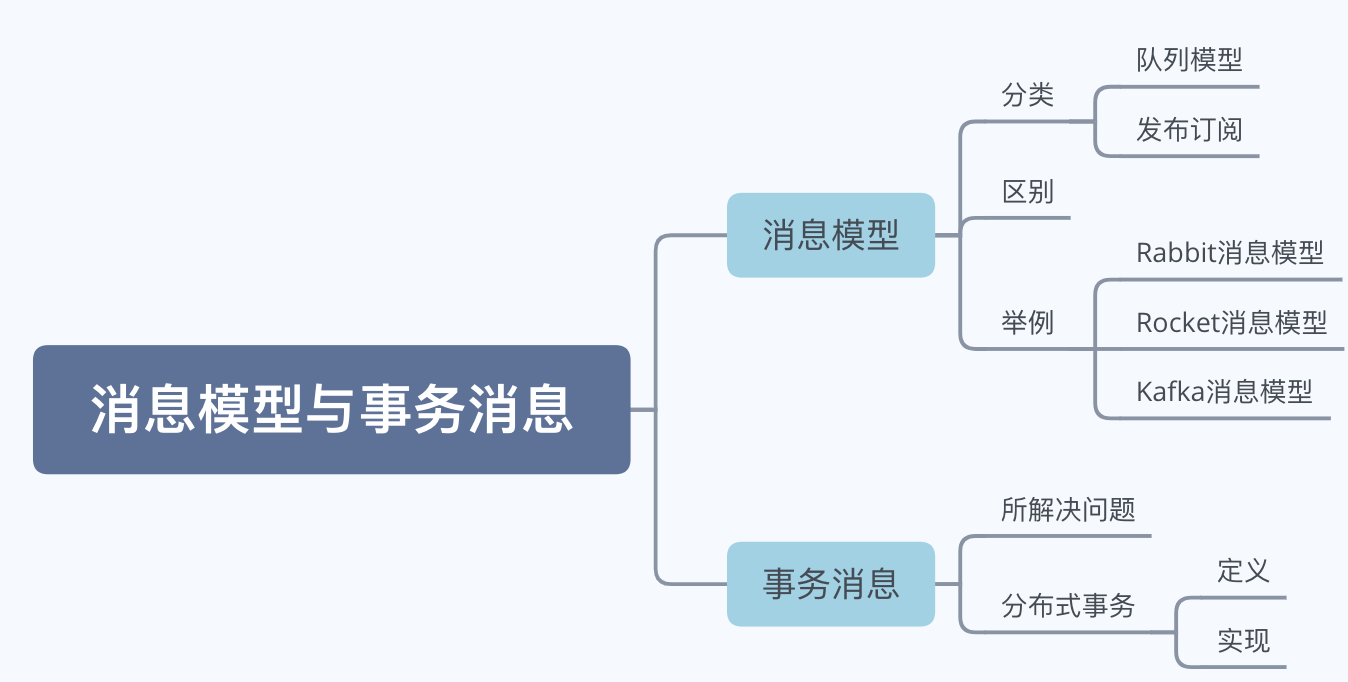 消息模型与事务消息
消息模型
分类
队列模型
发布订阅
区别
举例
Rabbit消息模型
Rocket消息模型
Kafka消息模型
事务消息
所解决问题
分布式事务
定义
实现